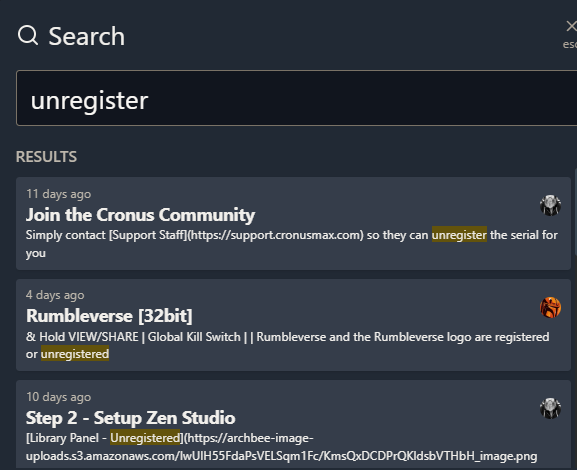 Search
esc
unregister
RESULTS
11 days ago
Join the Cronus Community
Simply contact [Support Staff](https://support.cronusmax.com) so they can unregister the serial for
you
4 days ago
Rumbleverse [32bit]
& Hold VIEW/SHARE | Global Kill Switch | | Rumbleverse and the Rumbleverse logo are registered
or unregistered
10 days ago
Step 2 - Setup Zen Studio
[Library Panel - Unregistered](https://archbee-image-
uploads.s3.amazonaws.com/IwUIH55FdaPsVELSqm1Fc/KmsQxDCDPrQKIdsbVTHbH_image.png